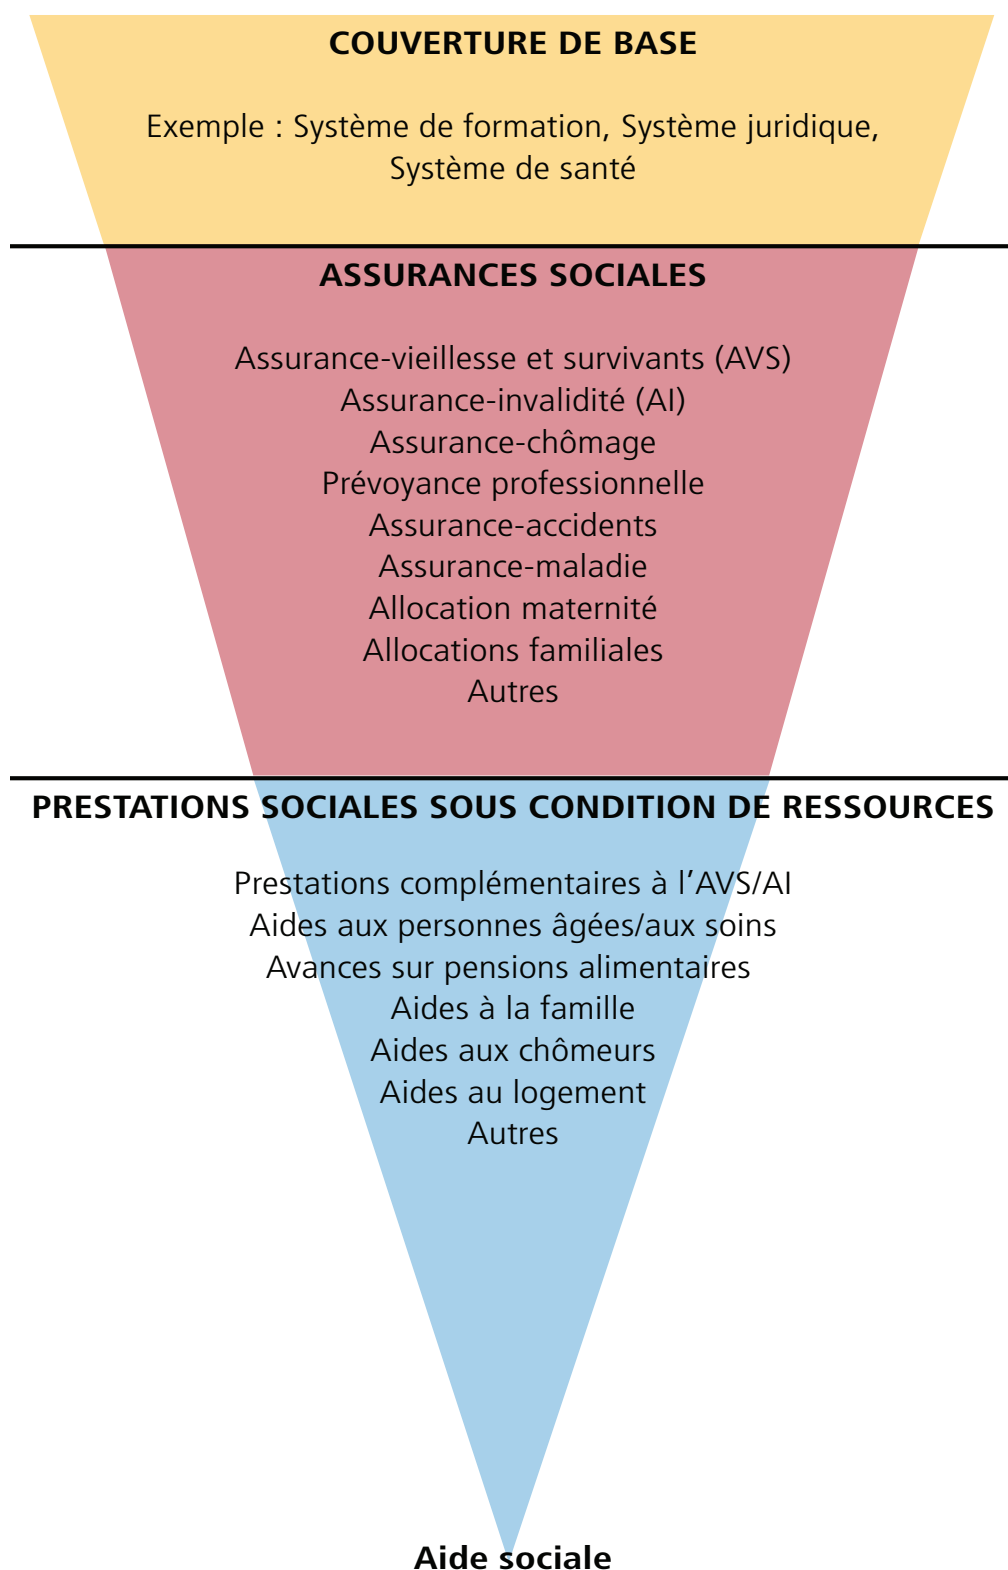 COUVERTURE DE BASE
Exemple : Système de formation, Système juridique,
Système de santé
ASSURANCES SOCIALES
Assurance-vieillesse et survivants (AVS)
Assurance-invalidité (AI)
Assurance-chômage
Prévoyance professionnelle
Assurance-accidents
Assurance-maladie
Allocation maternité
Allocations familiales
Autres
PRESTATIONS SOCIALES SOUS CONDITION DE RESSOURCES
Prestations complémentaires à l’AVS/AI
Aides aux personnes âgées/aux soins
Avances sur pensions alimentaires
Aides à la famille
Aides aux chômeurs
Aides au logement
Autres
Aide sociale